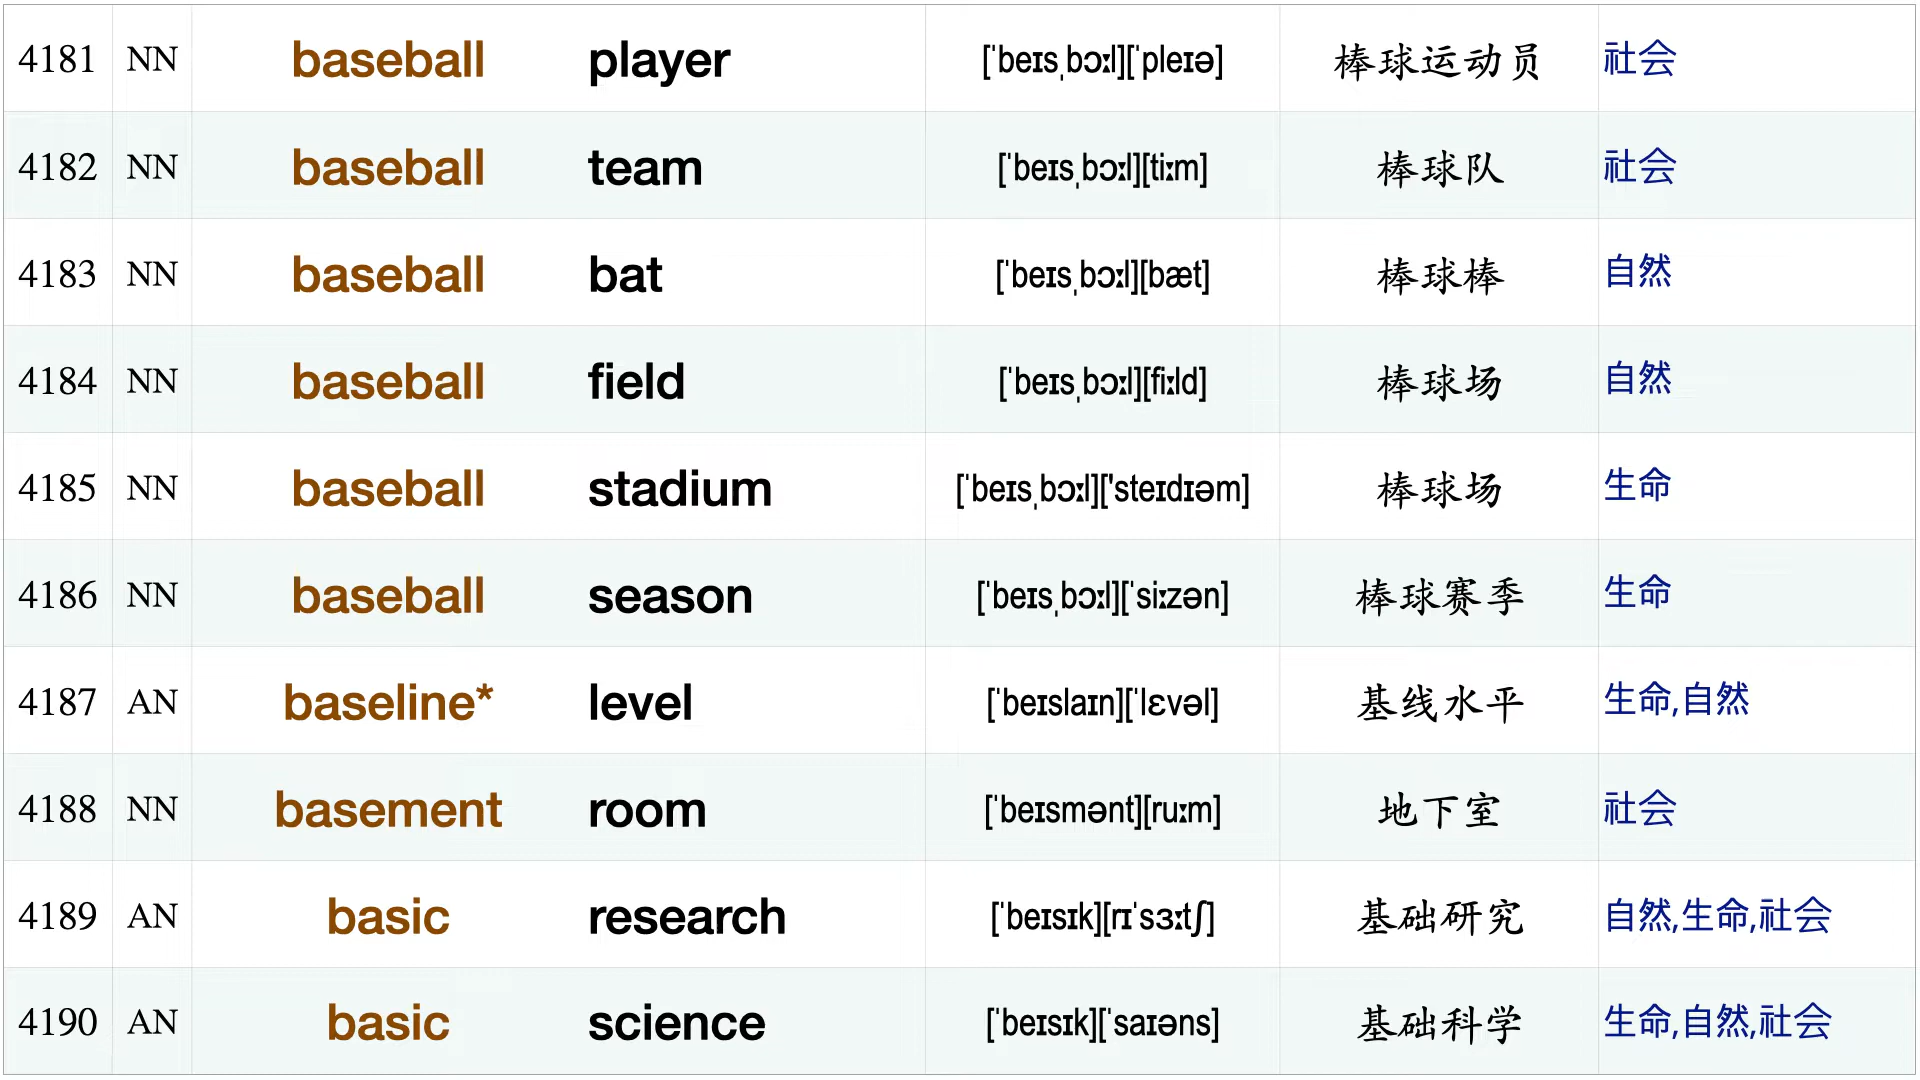 4181 NN baseball player [ˈbeɪsˌbɔːl][ˈpleɪə] 棒球运动员 社会
4182 NN baseball team [ˈbeɪsˌbɔːl][tiːm] 棒球队 社会
4183 NN baseball bat [ˈbeɪsˌbɔːl][bæt] 棒球棒 自然
4184 NN baseball field [ˈbeɪsˌbɔːl][fiːld] 棒球场 自然
4185 NN baseball stadium [ˈbeɪsˌbɔːl]['steɪdɪəm] 棒球场 生命
4186 NN baseball season [ˈbeɪsˌbɔːl][ˈsiːzən] 棒球赛季 生命
4187 AN baseline* level [ˈbeɪslaɪn][ˈlɛvəl] 基线水平 生命,自然
4188 NN basement room [ˈbeɪsmənt][ruːm] 地下室 社会
4189 AN basic research [ˈbeɪsɪk][rɪˈsɜːtʃ] 基础研究 自然,生命,社会
4190 AN basic science [ˈbeɪsɪk][ˈsaɪəns] 基础科学 生命,自然,社会